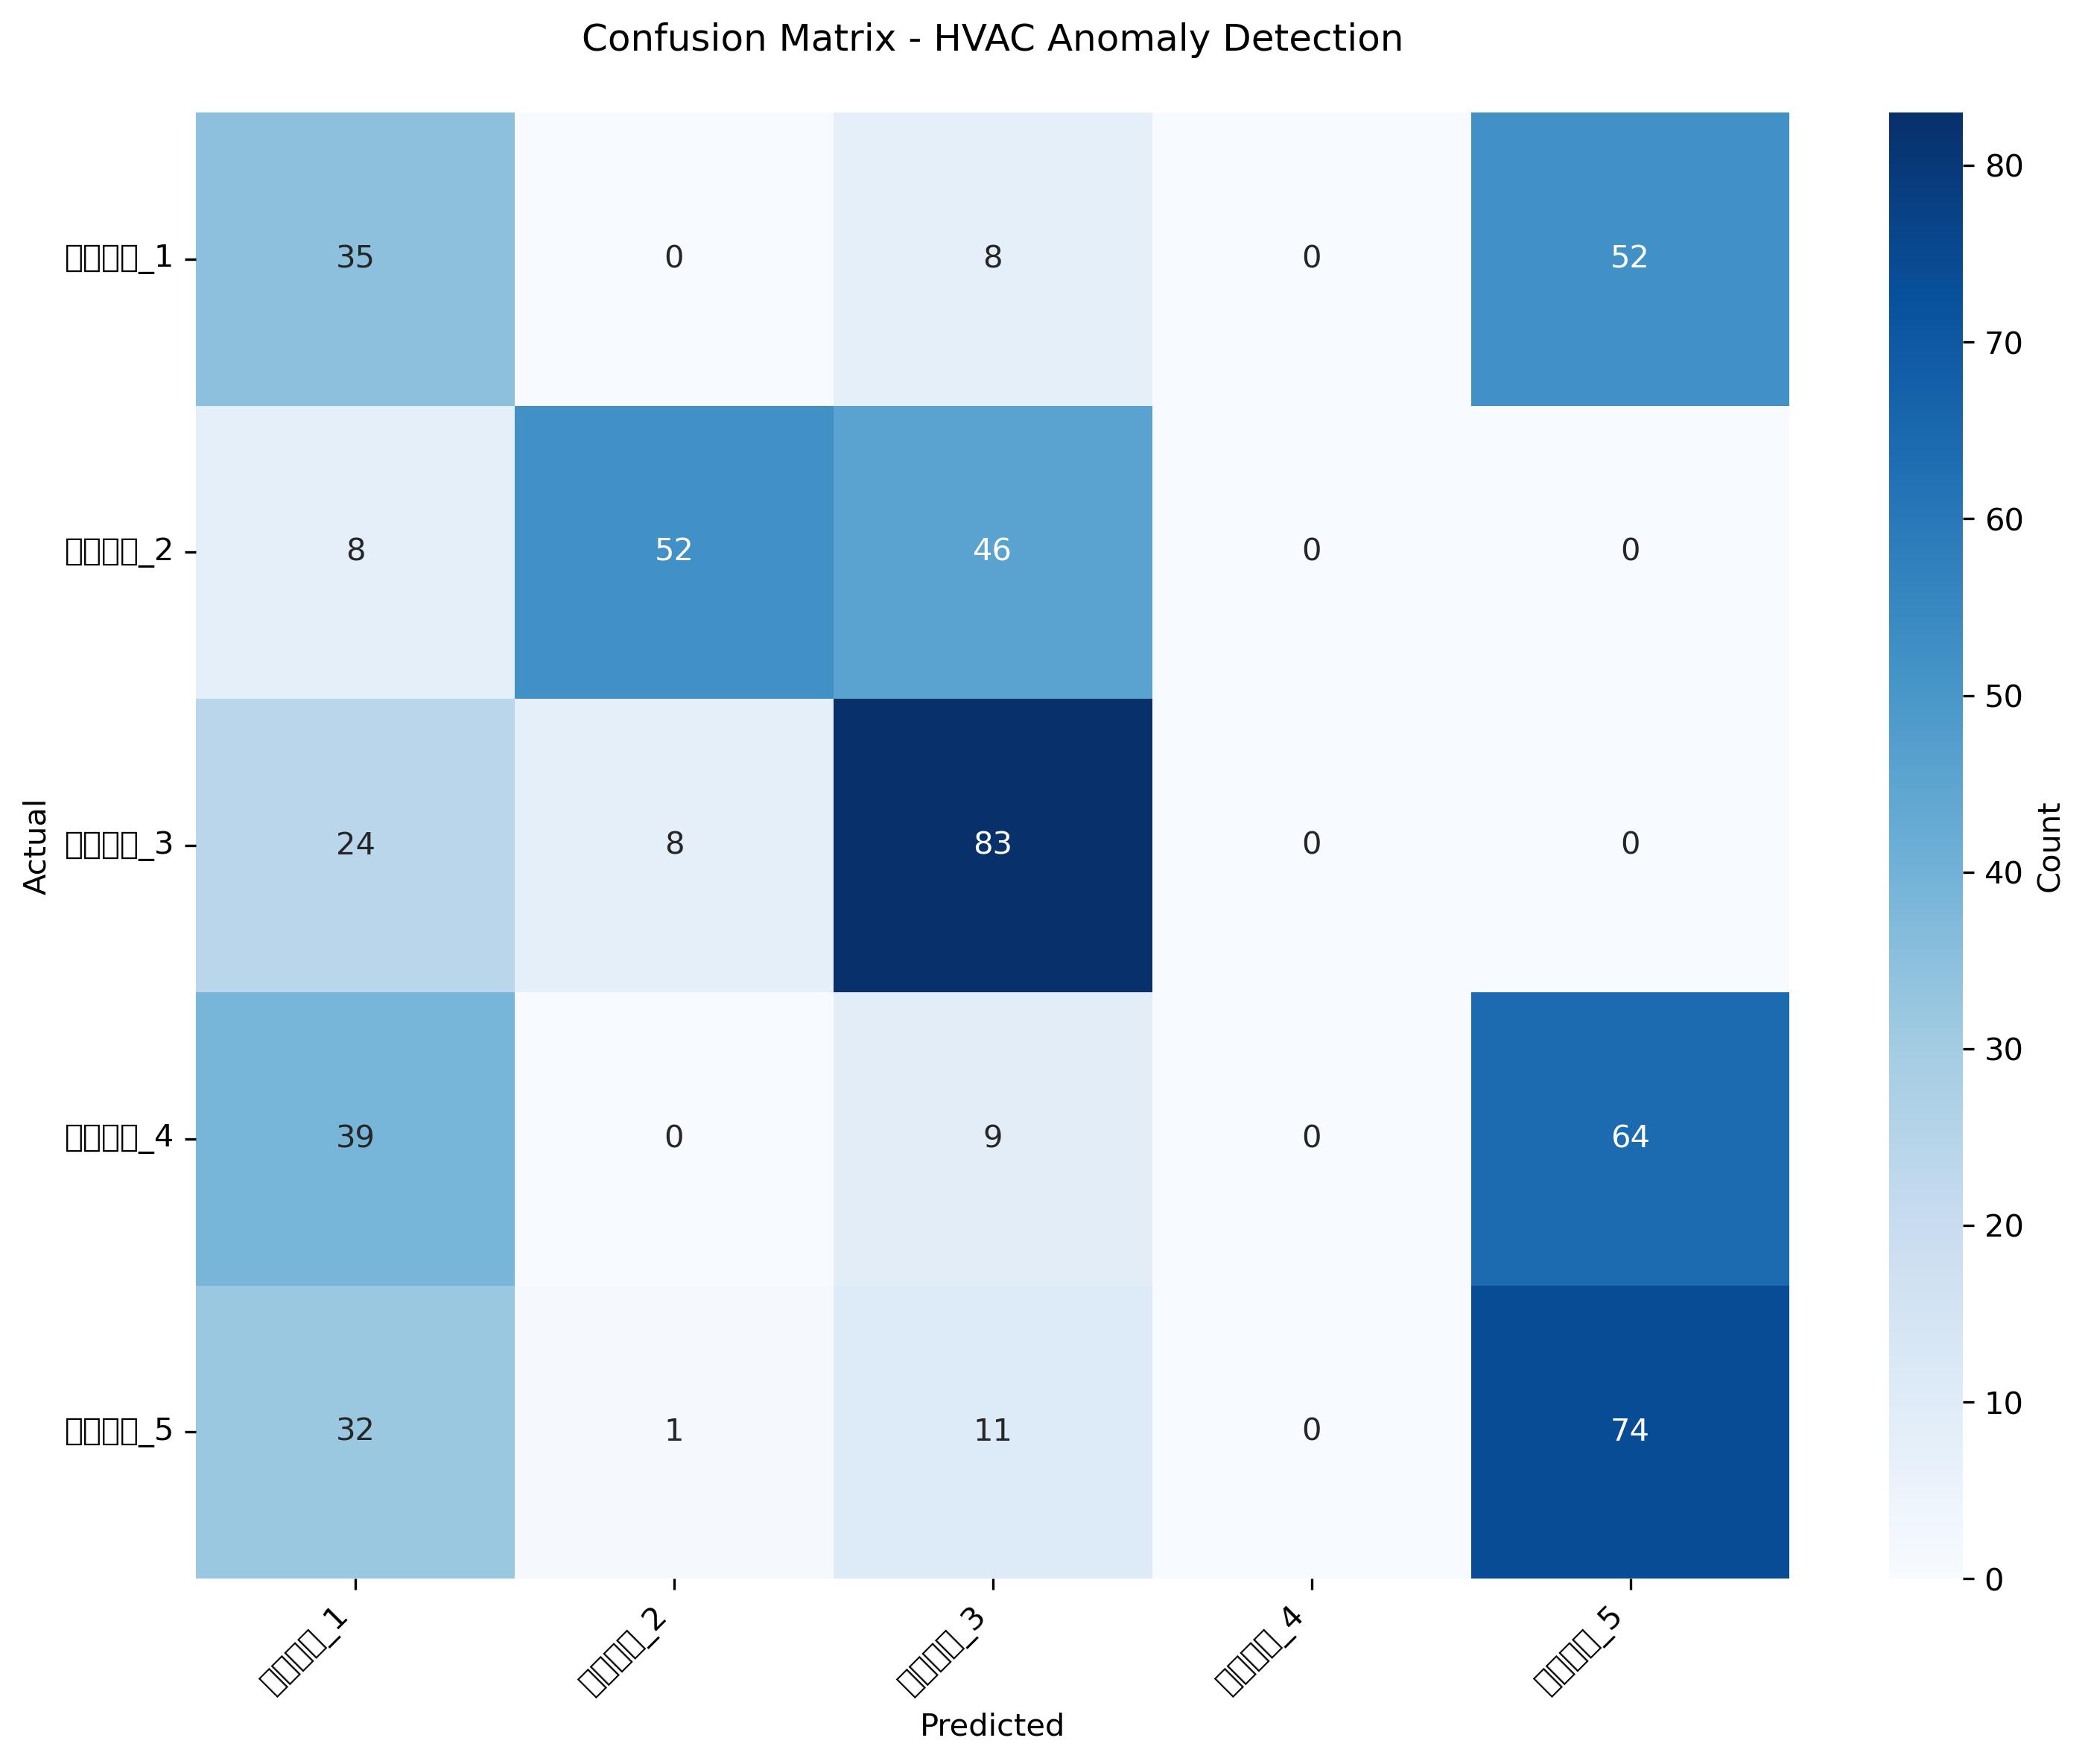 Confusion Matrix - HVAC Anomaly Detection
□□□□_1 35 0 8 0 52
□□□□_2 8 52 46 0 0
□□□□_3 24 8 83 0 0
□□□□_4 39 0 9 0 64
□□□□_5 32 1 11 0 74
Actual
□□□□_1 □□□□_2 □□□□_3 □□□□_4 □□□□_5
Predicted
80
70
60
50
40
30
20
10
0
Count